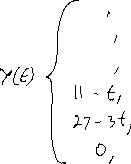 γ(t) {
,
,
,
11 - t,
27 - 3t,
0,